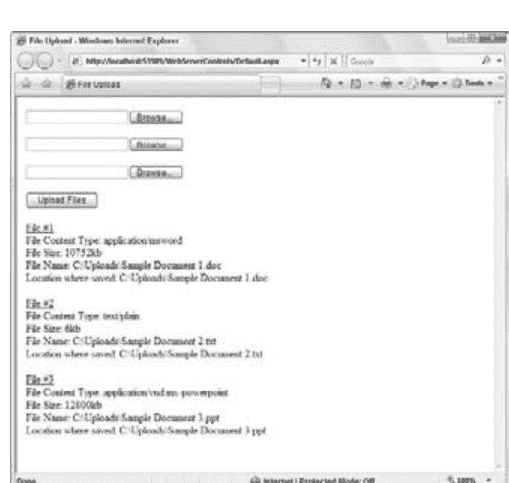 File Upload - Windows Internet Explorer
http://localhost:51989/WebServerControls/Default.aspx
Google
File Upload
Page
Tools
Browse...
Browse...
Browse...
Upload Files
File #1
File Content Type: application/msword
File Size: 10752kb
File Name: C:\Uploads\Sample Document 1.doc
Location where saved: C:\Uploads\Sample Document 1.doc
File #2
File Content Type: text/plain
File Size: 6kb
File Name: C:\Uploads\Sample Document 2.txt
Location where saved: C:\Uploads\Sample Document 2.txt
File #3
File Content Type: application/vnd.ms-powerpoint
File Size: 12800kb
File Name: C:\Uploads\Sample Document 3.ppt
Location where saved: C:\Uploads\Sample Document 3.ppt
Done
Internet | Protected Mode: Off
100%